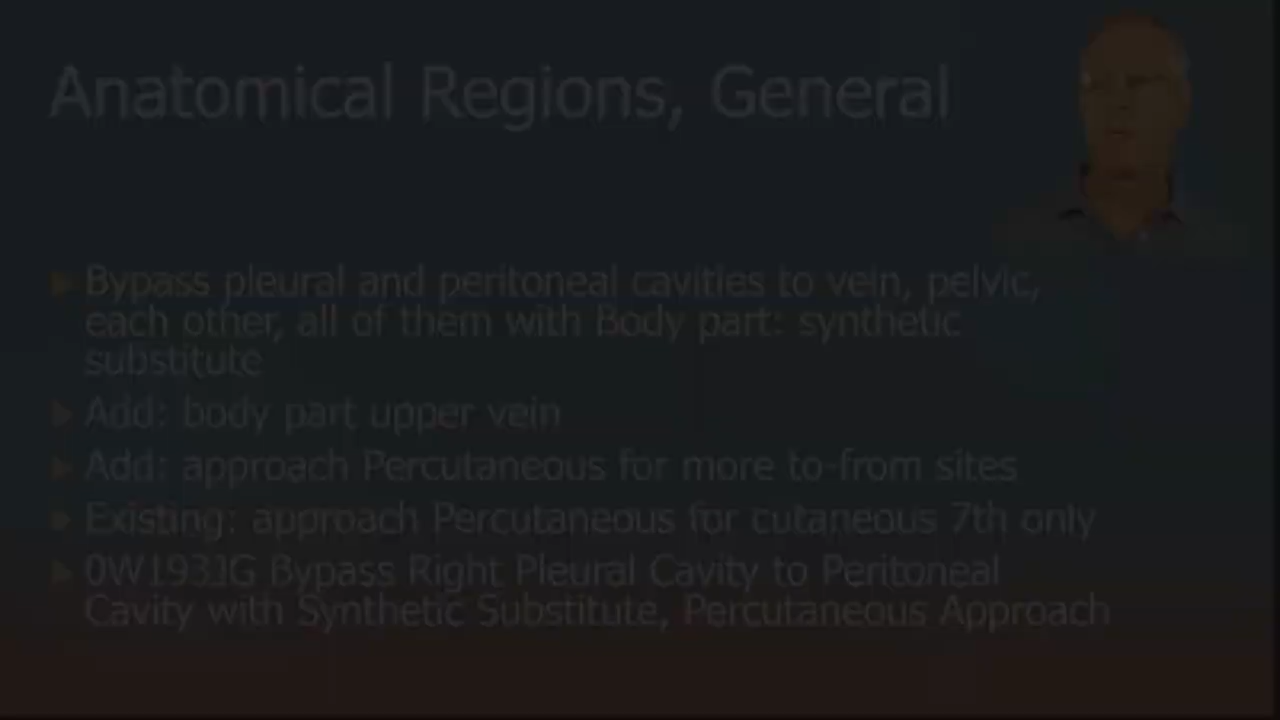 Anatomical Regions, General
Bypass pleural and peritoneal cavities to vein, pelvic,
each other, all of them with Body part: synthetic
substitute
Add: body part upper vein
Add: approach Percutaneous for more to-from sites
Existing: approach Percutaneous for cutaneous 7th only
0W193JG Bypass Right Pleural Cavity to Peritoneal
Cavity with Synthetic Substitute, Percutaneous Approach